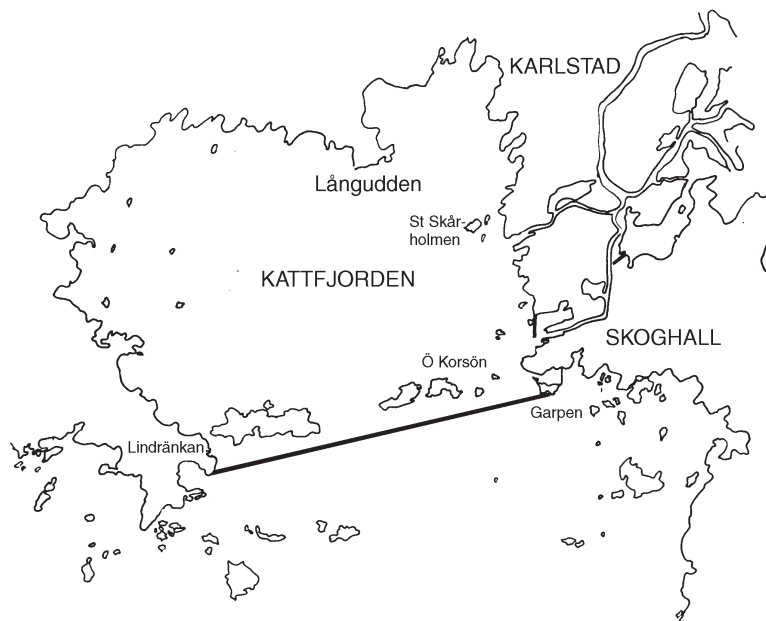 KARLSTAD
Långudden
St Skår-
holmen
KATTFJORDEN
SKOGHALL
Ö Korsön
Garpen
Lindränkan